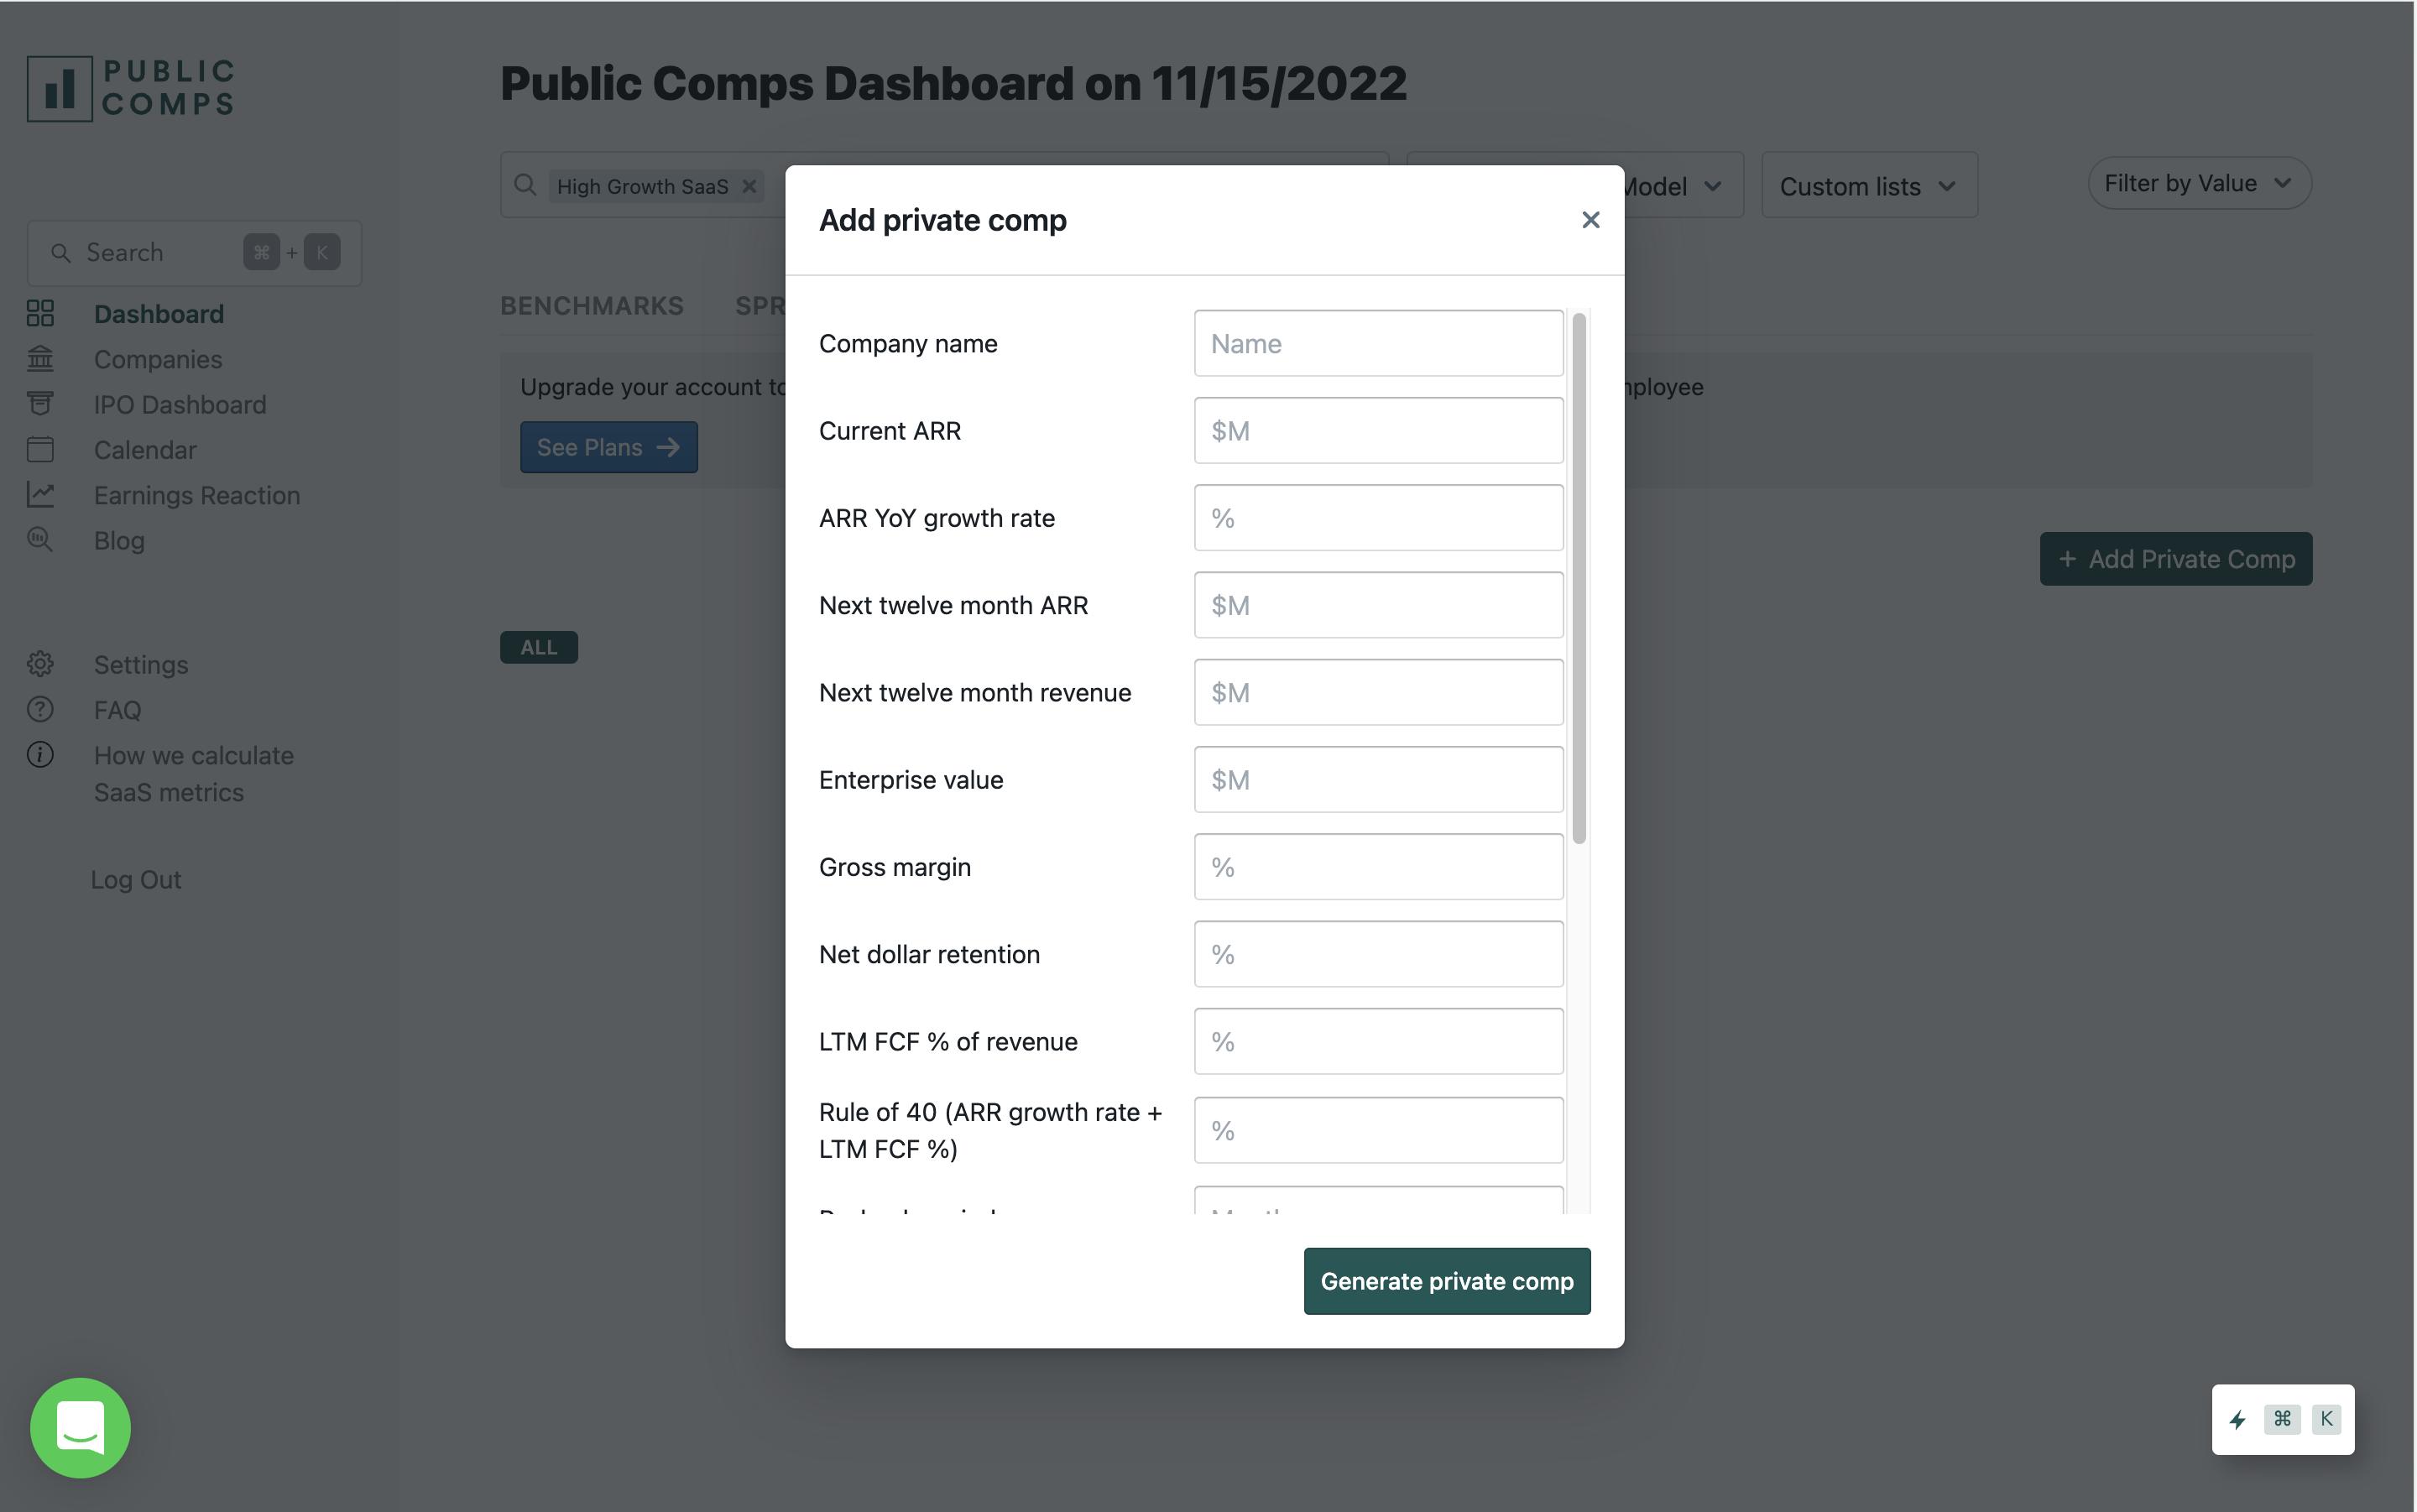 PUBLIC
COMPS
Search ⌘ + K
Dashboard
Companies
IPO Dashboard
Calendar
Earnings Reaction
Blog
Settings
FAQ
How we calculate
SaaS metrics
Log Out
Public Comps Dashboard on 11/15/2022
High Growth SaaS
Model
Custom lists
Filter by Value
BENCHMARKS
Upgrade your account to
See Plans
+ Add Private Comp
ALL
Add private comp
Company name Name
Current ARR $M
ARR YoY growth rate %
Next twelve month ARR $M
Next twelve month revenue $M
Enterprise value $M
Gross margin %
Net dollar retention %
LTM FCF % of revenue %
Rule of 40 (ARR growth rate +
LTM FCF %) %
Generate private comp
⌘ K